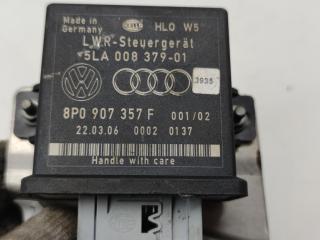 Made in Germany
HELLA
HLO W5
LWR-Steuergerät
5LA 008 379-01
3935
8P0 907 357 F 001/02
22.03.06 0002 0137
Handle with care